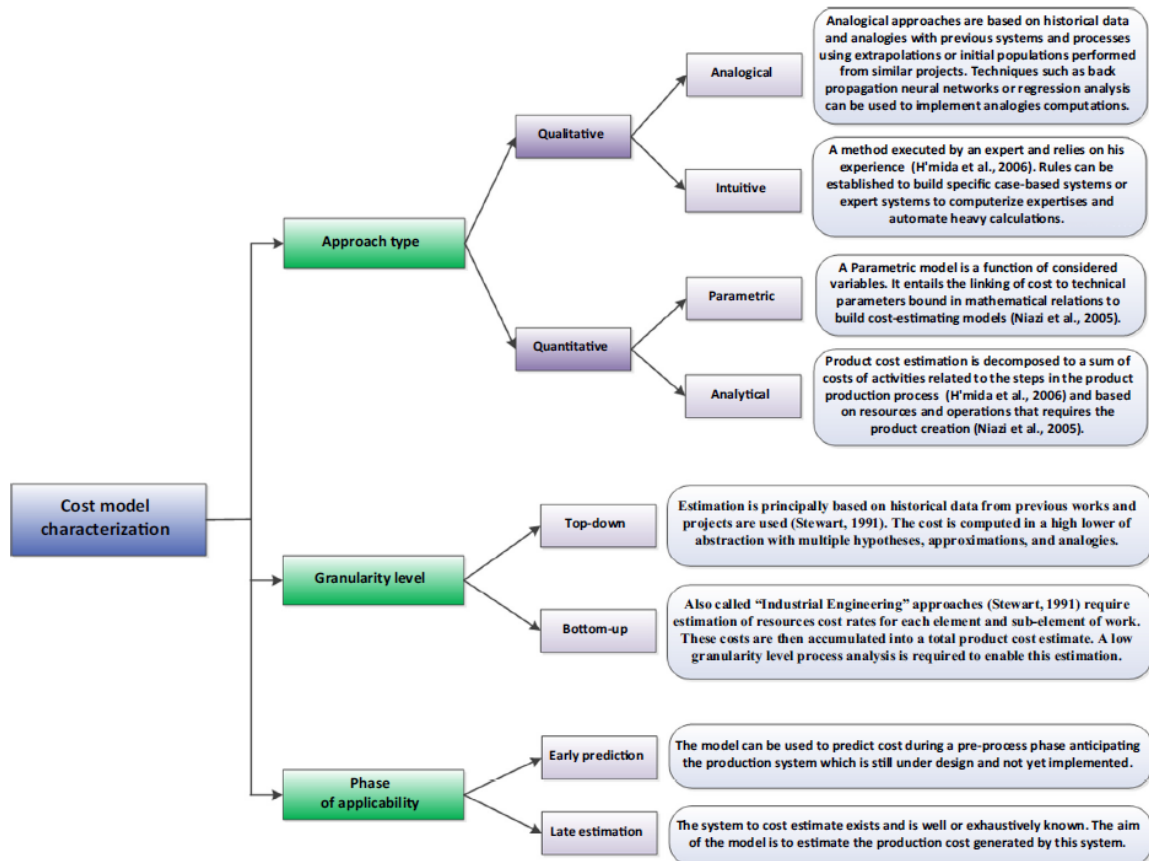 Analogical approaches are based on historical data
and analogies with previous systems and processes
using extrapolations or initial populations performed
from similar projects. Techniques such as back
propagation neural networks or regression analysis
can be used to implement analogies computations.
Analogical
Qualitative
A method executed by an expert and relies on his
experience (H'mida et al., 2006). Rules can be
established to build specific case-based systems or
expert systems to computerize expertises and
automate heavy calculations.
Intuitive
Approach type
A Parametric model is a function of considered
variables. It entails the linking of cost to technical
parameters bound in mathematical relations to
build cost-estimating models (Niazi et al., 2005).
Parametric
Quantitative
Product cost estimation is decomposed to a sum of
costs of activities related to the steps in the product
production process (H'mida et al., 2006) and based
on resources and operations that requires the
product creation (Niazi et al., 2005).
Analytical
Cost model
characterization
Estimation is principally based on historical data from previous works and
projects are used (Stewart, 1991). The cost is computed in a high lower of
abstraction with multiple hypotheses, approximations, and analogies.
Top-down
Granularity level
Also called “Industrial Engineering” approaches (Stewart, 1991) require
estimation of resources cost rates for each element and sub-element of work.
These costs are then accumulated into a total product cost estimate. A low
granularity level process analysis is required to enable this estimation.
Bottom-up
Early prediction
The model can be used to predict cost during a pre-process phase anticipating
the production system which is still under design and not yet implemented.
Phase
of applicability
Late estimation
The system to cost estimate exists and is well or exhaustively known. The aim
of the model is to estimate the production cost generated by this system.